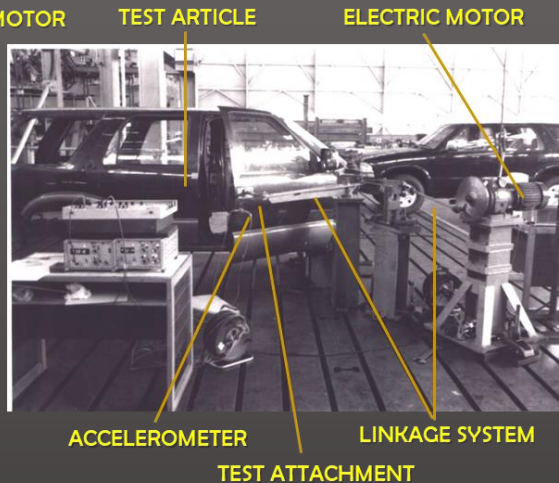 MOTOR
TEST ARTICLE
ELECTRIC MOTOR
ACCELEROMETER
LINKAGE SYSTEM
TEST ATTACHMENT